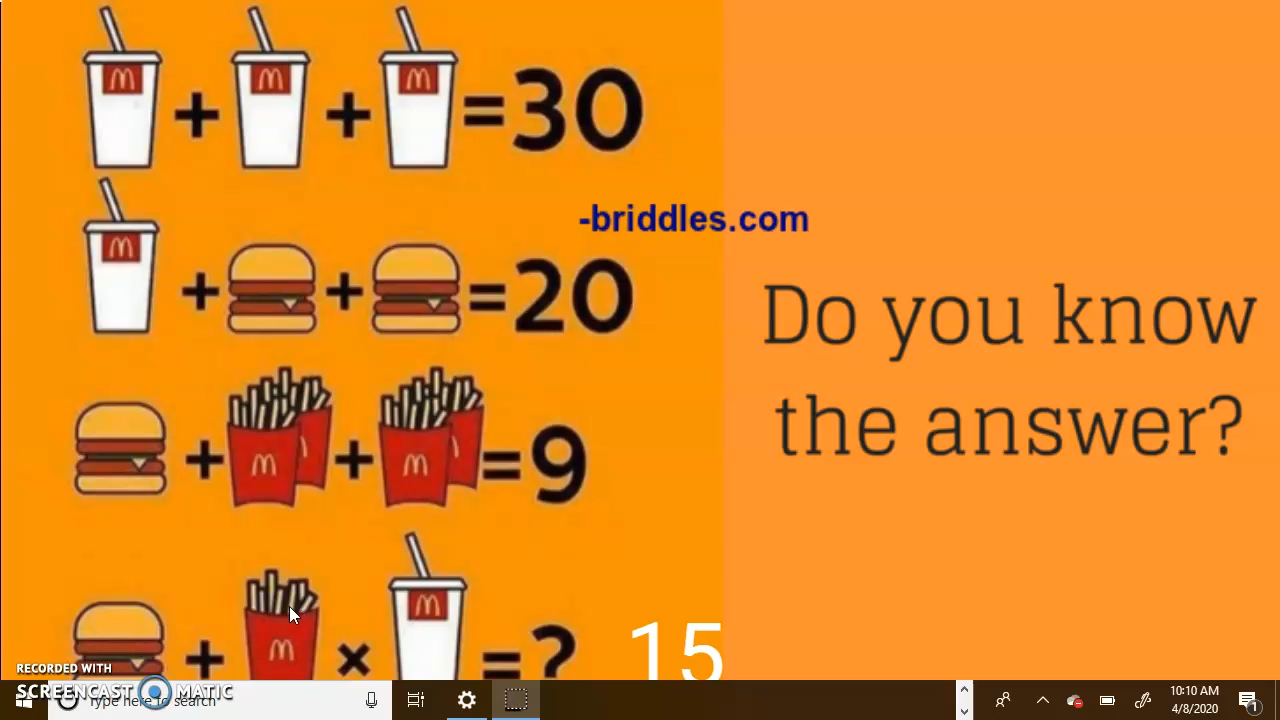 + + =30
-briddles.com
+ + =20
Do you know
the answer?
+ + =9
+ × =? 15
RECORDED WITH
SCREENCAST MATIC
Type here to search
10:10 AM
4/8/2020
1